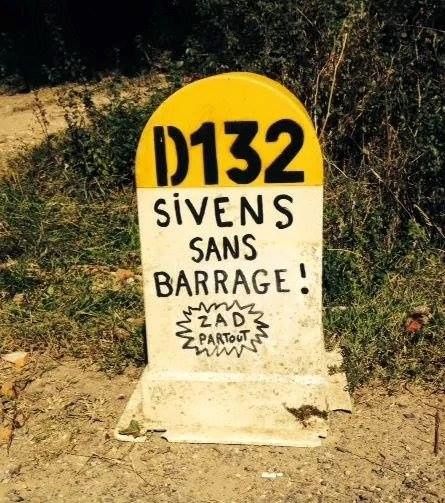 D132
SiVENS
SANS
BARRAGE!
ZAD
PARTOUT